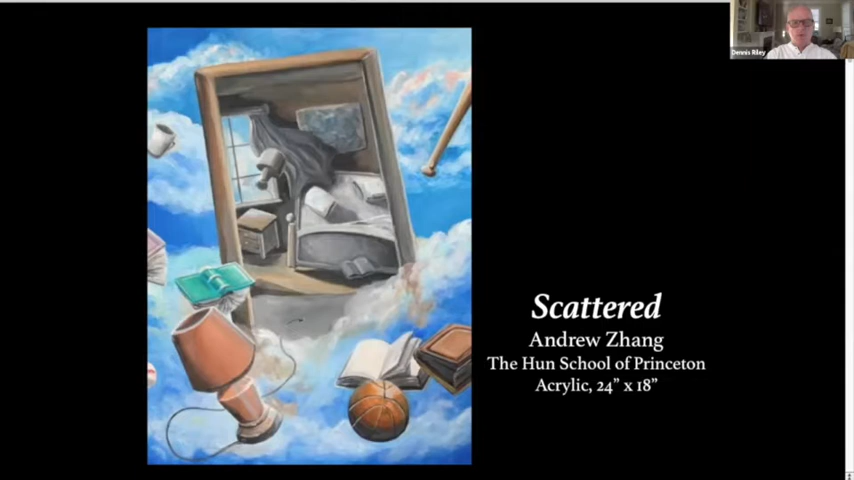 Dennis Riley
Scattered
Andrew Zhang
The Hun School of Princeton
Acrylic, 24" x 18"